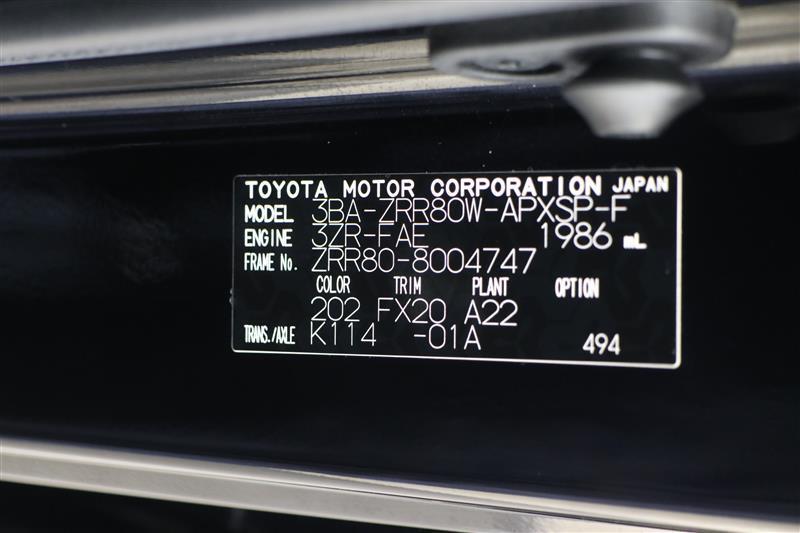 TOYOTA MOTOR CORPORATION JAPAN
MODEL 3BA-ZRR80W-APXSP-F
ENGINE 3ZR-FAE 1986 mL
FRAME No. ZRR80-8004747
COLOR TRIM PLANT OPTION
202 FX20 A22
TRANS./AXLE K114 -01A 494